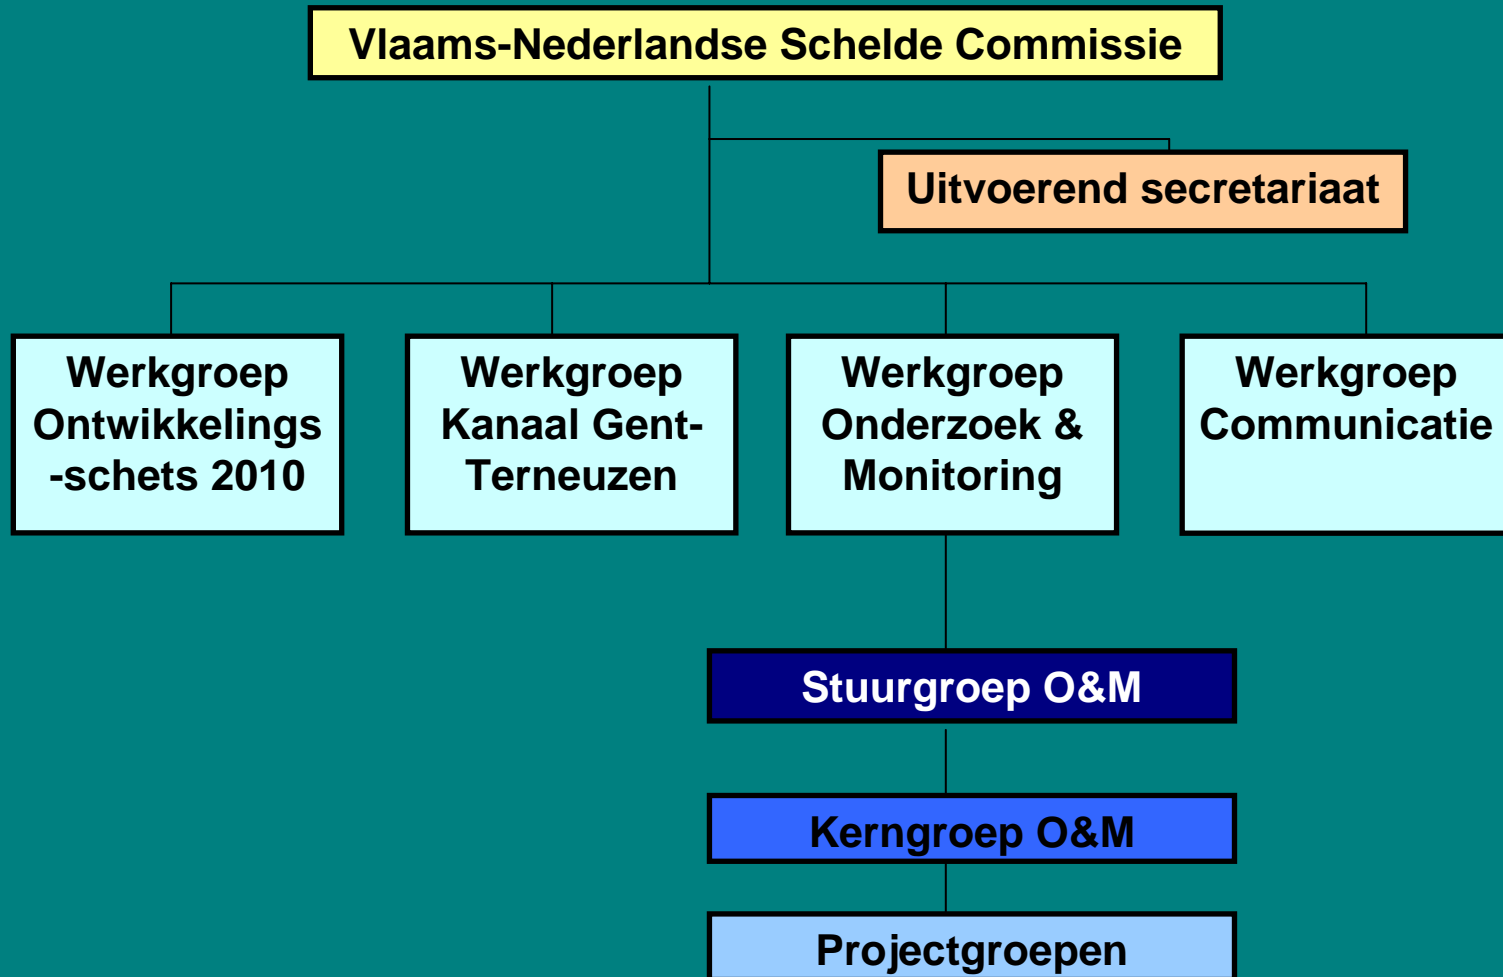 Vlaams-Nederlandse Schelde Commissie
Uitvoerend secretariaat
Werkgroep
Ontwikkelings
-schets 2010
Werkgroep
Kanaal Gent-
Terneuzen
Werkgroep
Onderzoek &
Monitoring
Werkgroep
Communicatie
Stuurgroep O&M
Kerngroep O&M
Projectgroepen